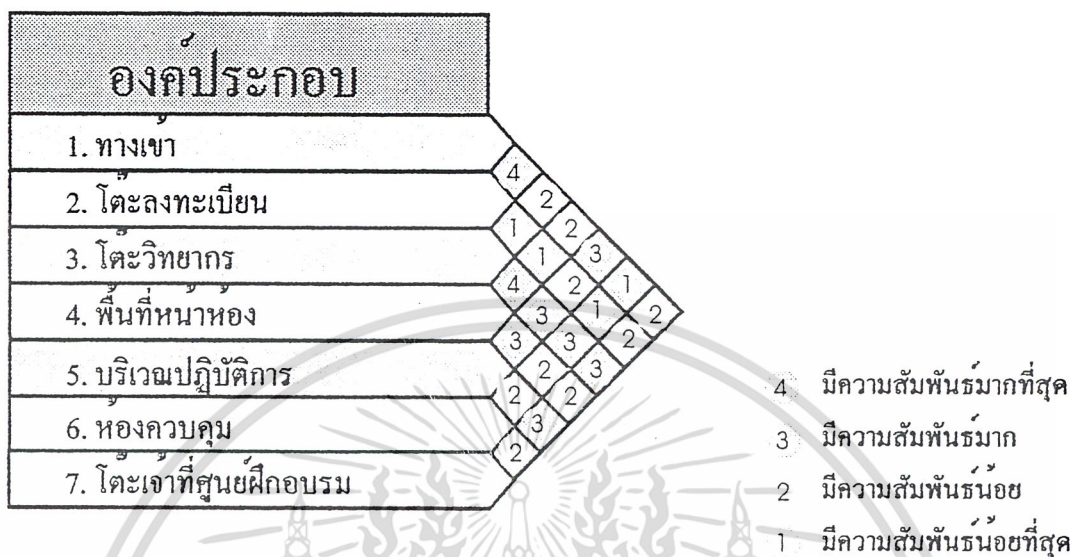 องค์ประกอบ
1. ทางเข้า
2. โต๊ะลงทะเบียน
3. โต๊ะวิทยากร
4. พื้นที่หน้าห้อง
5. บริเวณปฏิบัติการ
6. ห้องควบคุม
7. โต๊ะเจ้าที่ศูนย์ฝึกอบรม
4
2
1 2
1 3
4 2 1
3 1 2
3 3 2
2 3
2 2
3
2
4 มีความสัมพันธ์มากที่สุด
3 มีความสัมพันธ์มาก
2 มีความสัมพันธ์น้อย
1 มีความสัมพันธ์น้อยที่สุด